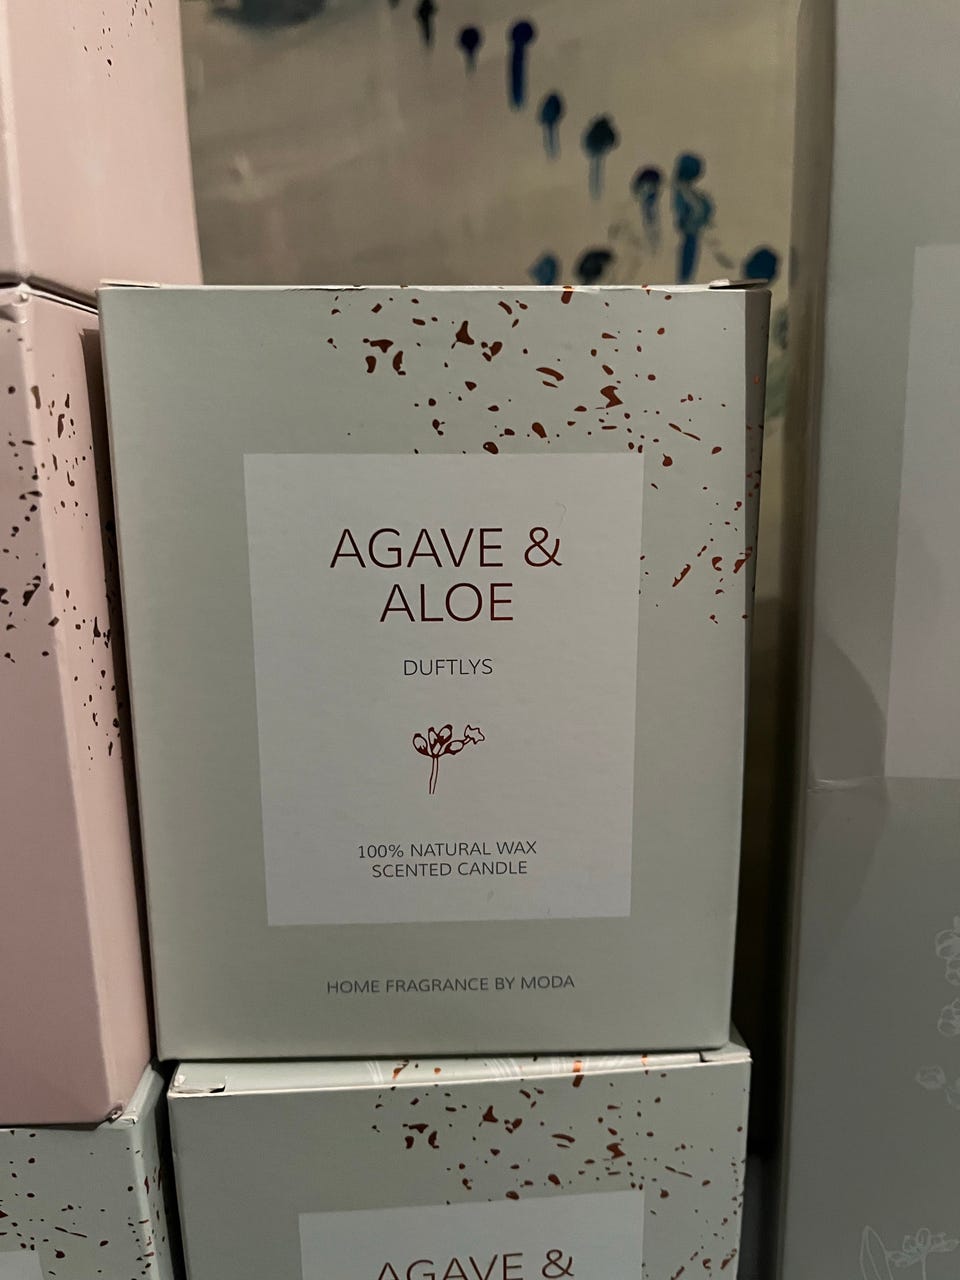 AGAVE &
ALOE
DUFTLYS
100% NATURAL WAX
SCENTED CANDLE
HOME FRAGRANCE BY MODA
AGAVE &